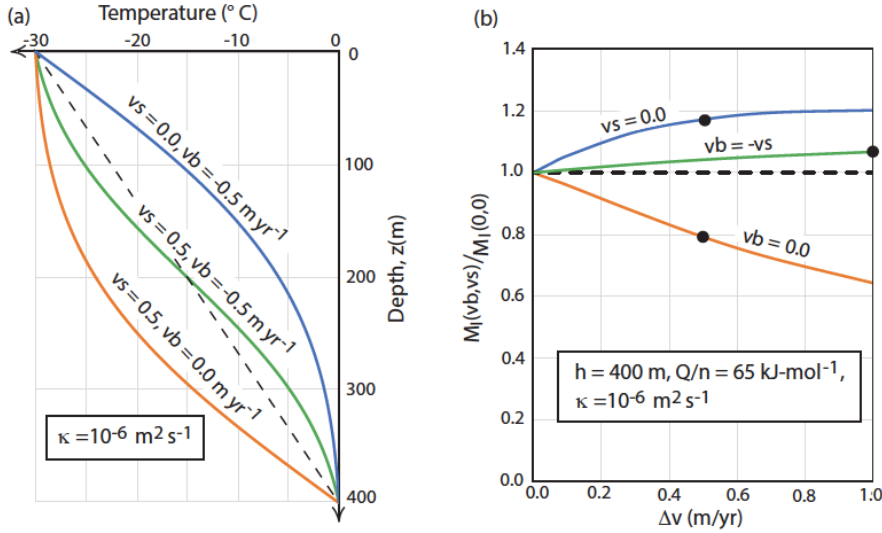 (a)
Temperature (° C)
-30
-20
-10
0
0
100
200
300
400
Depth, z(m)
vs = 0.0, vb = -0.5 m yr-1
vs = 0.5, vb = -0.5 m yr-1
vs = 0.5, vb = 0.0 m yr-1
κ =10-6 m2 s-1
(b)
1.4
1.2
1.0
0.8
0.6
0.4
0.2
0.0
MI(vb,vs)/MI(0,0)
vs = 0.0
vb = -vs
vb = 0.0
h = 400 m, Q/n = 65 kJ-mol-1,
κ =10-6 m2 s-1
0.0
0.2
0.4
0.6
0.8
1.0
Δv (m/yr)